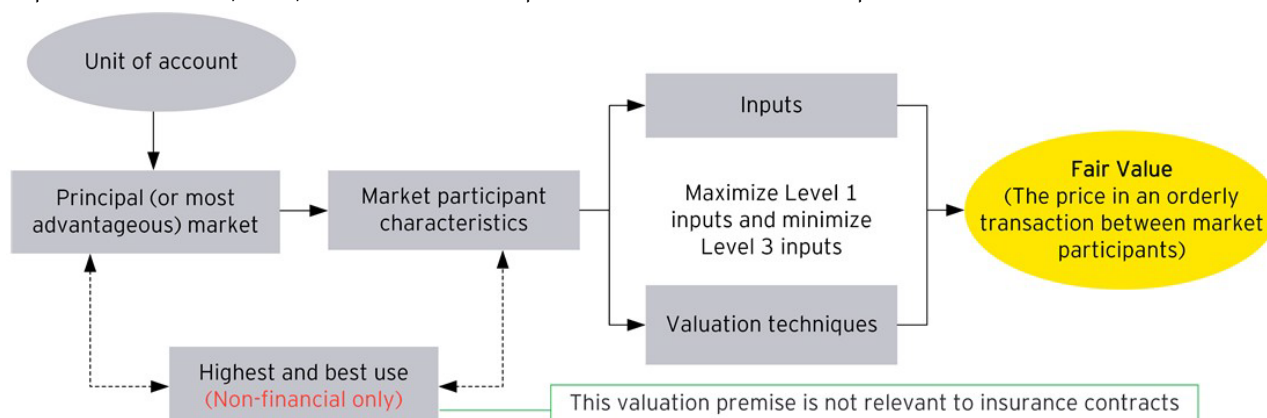 Unit of account
Principal (or most
advantageous) market
Market participant
characteristics
Inputs
Maximize Level 1
inputs and minimize
Level 3 inputs
Valuation techniques
Fair Value
(The price in an orderly
transaction between market
participants)
Highest and best use
(Non-financial only)
This valuation premise is not relevant to insurance contracts